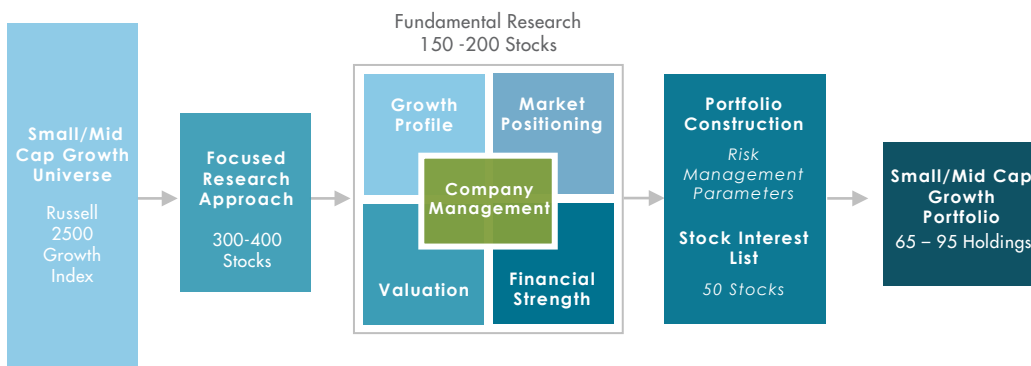 Small/Mid
Cap Growth
Universe
Russell
2500
Growth
Index
Focused
Research
Approach
300-400
Stocks
Fundamental Research
150 -200 Stocks
Growth
Profile
Market
Positioning
Company
Management
Valuation
Financial
Strength
Portfolio
Construction
Risk
Management
Parameters
Stock Interest
List
50 Stocks
Small/Mid Cap
Growth
Portfolio
65 – 95 Holdings